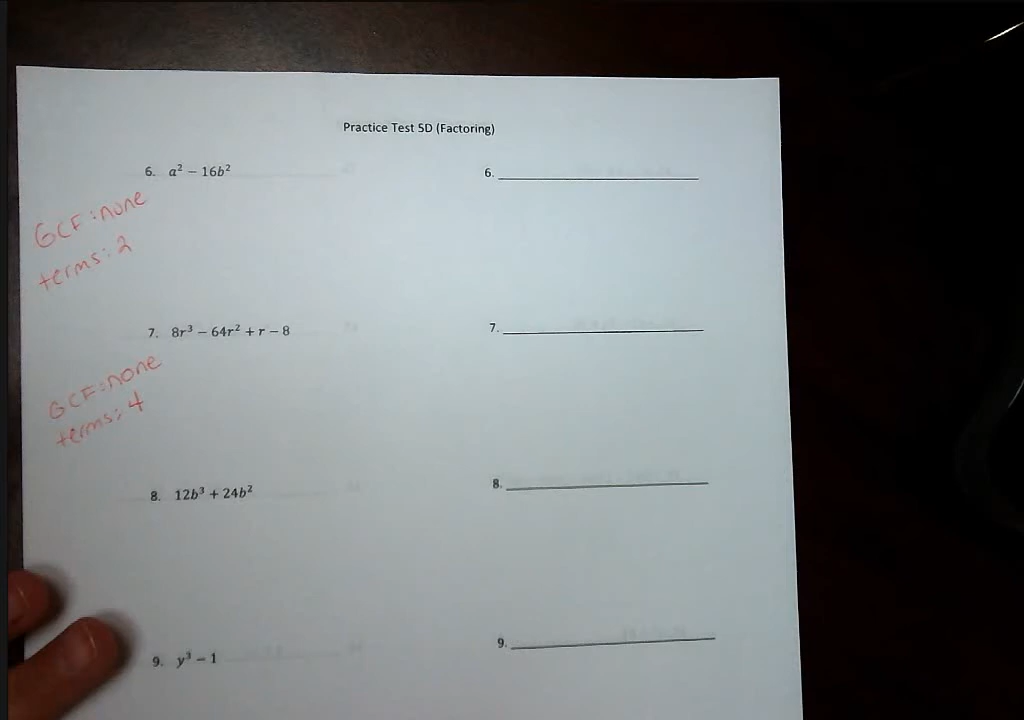 Practice Test 5D (Factoring)
6. a² − 16b²
6.
GCF: none
terms: 2
7. 8r³ − 64r² + r − 8
7.
GCF: none
terms: 4
8. 12b³ + 24b²
8.
9. y³ − 1
9.